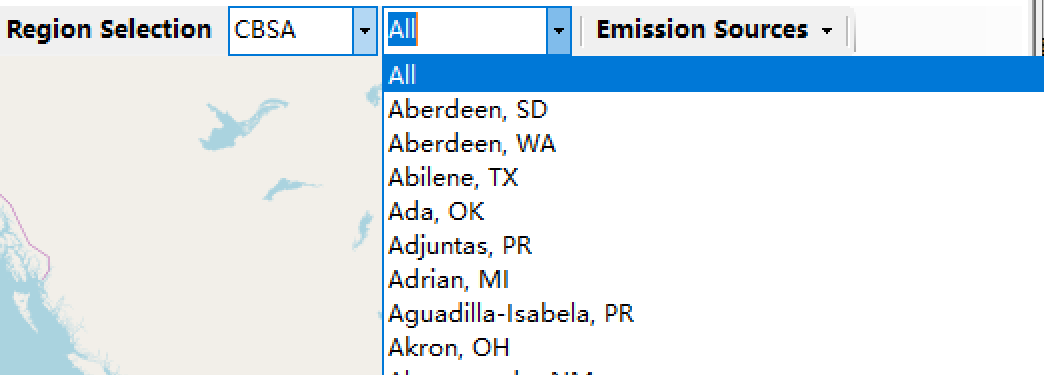 Region Selection CBSA All Emission Sources
All
Aberdeen, SD
Aberdeen, WA
Abilene, TX
Ada, OK
Adjuntas, PR
Adrian, MI
Aguadilla-Isabela, PR
Akron, OH